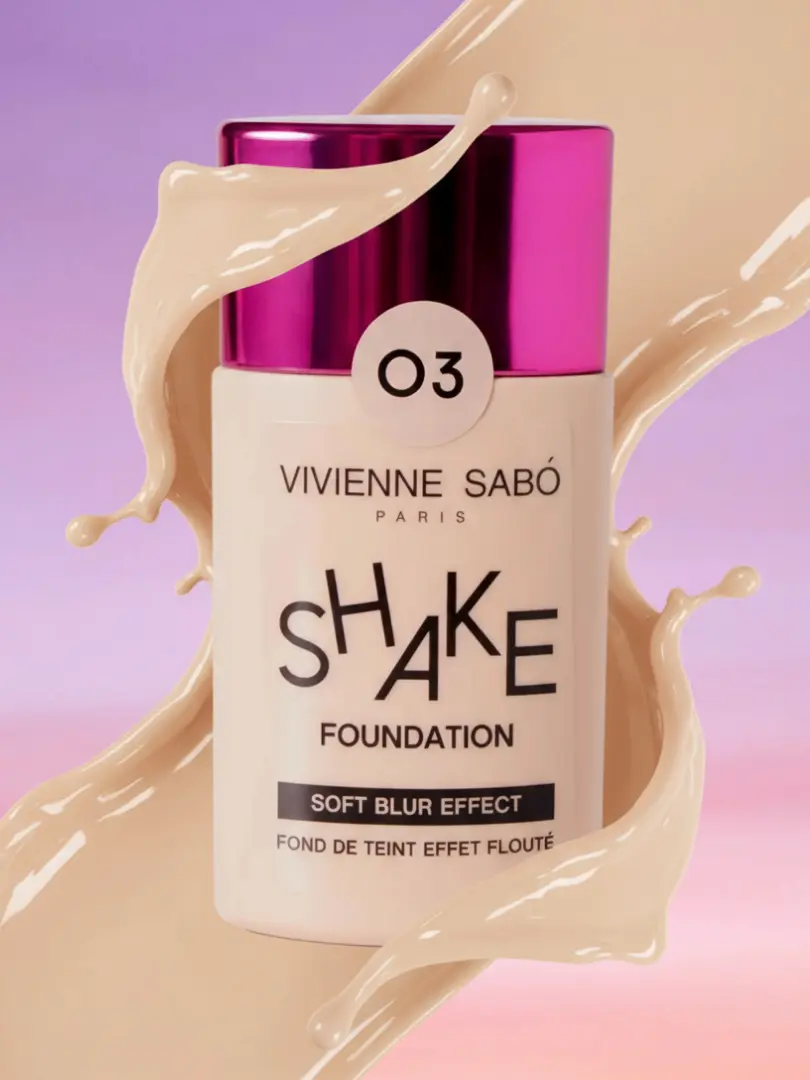 03
VIVIENNE SABÓ
PARIS
SHAKE
FOUNDATION
SOFT BLUR EFFECT
FOND DE TEINT EFFET FLOUTÉ